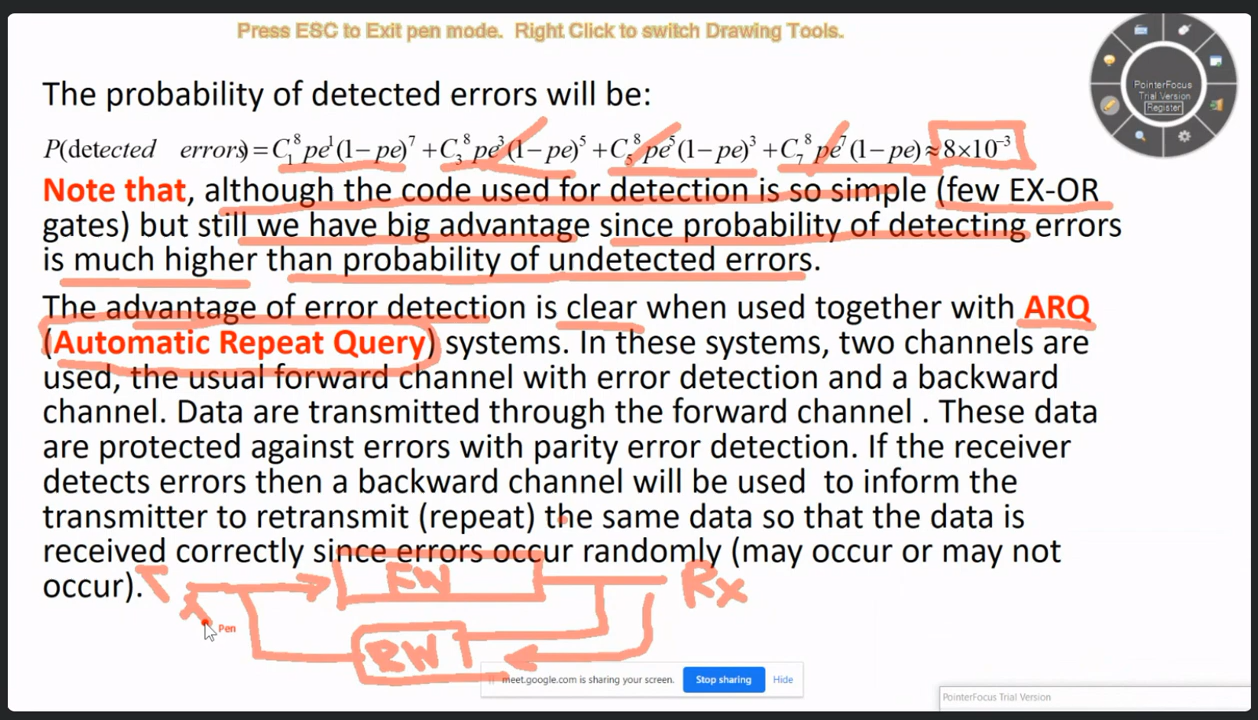 Press ESC to Exit pen mode. Right Click to switch Drawing Tools.
PointerFocus
Trial Version
Register
The probability of detected errors will be:
P(detected errors) = C₁⁸ pe¹(1− pe)⁷ + C₃⁸ pe³(1− pe)⁵ + C₅⁸ pe⁵(1− pe)³ + C₇⁸ pe⁷(1− pe) ≈ 8×10⁻³
Note that, although the code used for detection is so simple (few EX-OR
gates) but still we have big advantage since probability of detecting errors
is much higher than probability of undetected errors.
The advantage of error detection is clear when used together with ARQ
(Automatic Repeat Query) systems. In these systems, two channels are
used, the usual forward channel with error detection and a backward
channel. Data are transmitted through the forward channel . These data
are protected against errors with parity error detection. If the receiver
detects errors then a backward channel will be used to inform the
transmitter to retransmit (repeat) the same data so that the data is
received correctly since errors occur randomly (may occur or may not
occur).
FW
Rx
Pen
BW
meet.google.com is sharing your screen.
Stop sharing
Hide
PointerFocus Trial Version